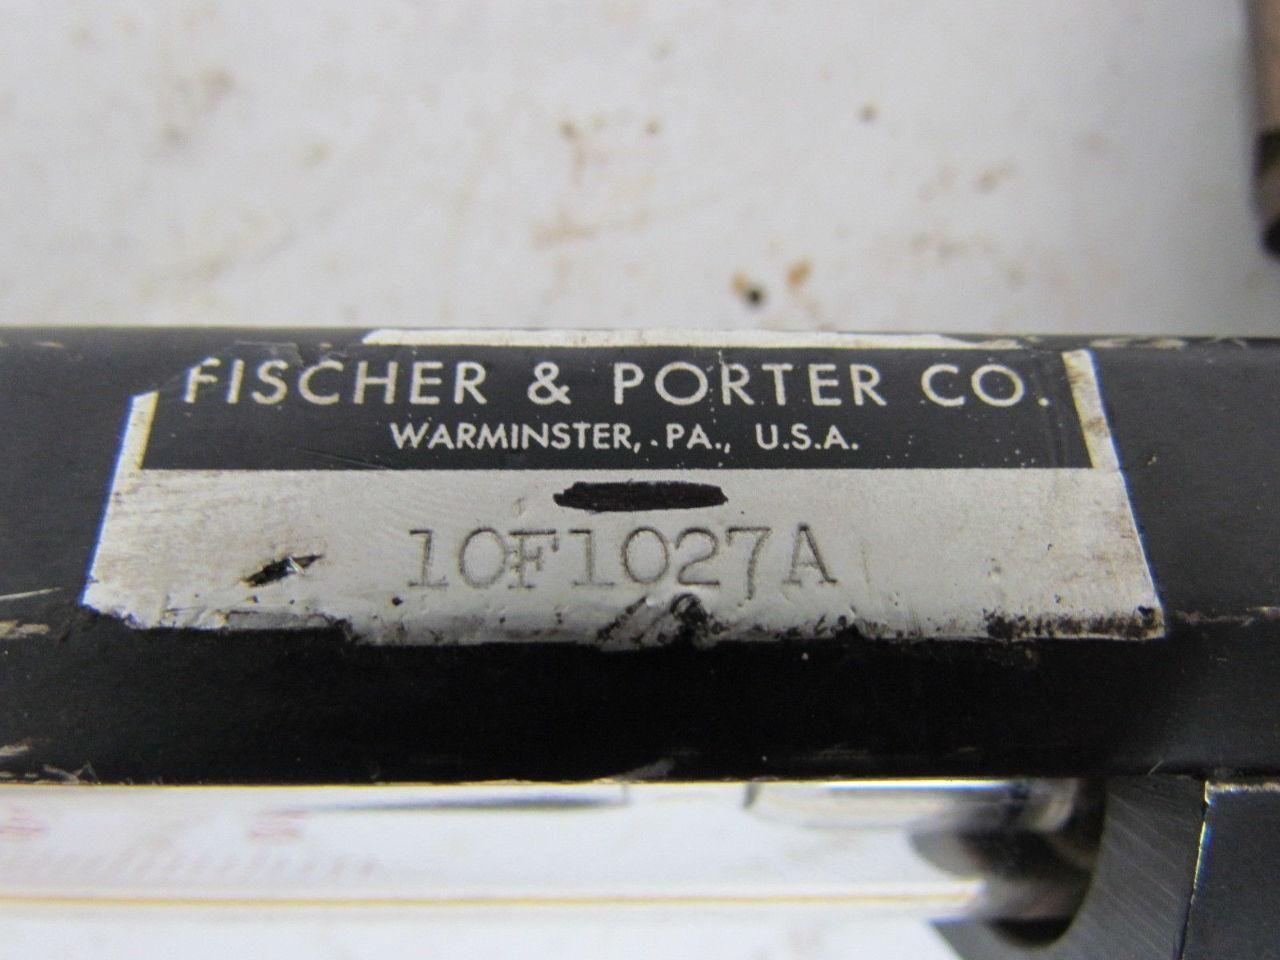 FISCHER & PORTER CO.
WARMINSTER, PA., U.S.A.
10F1027A